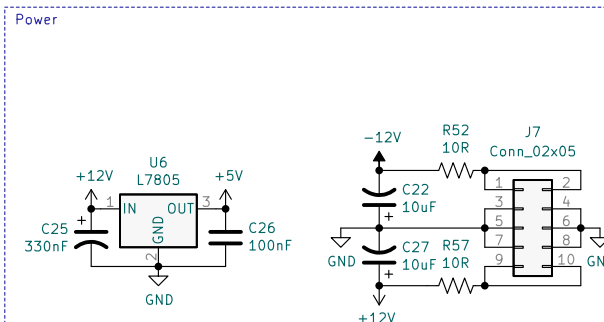 Power
U6
L7805
+12V
+5V
1
IN
OUT
3
GND
2
C25
330nF
C26
100nF
GND
-12V
R52
10R
J7
Conn_02x05
C22
10uF
GND
C27
10uF
R57
10R
+12V
1
2
3
4
5
6
7
8
9
10
GN
+
+
+